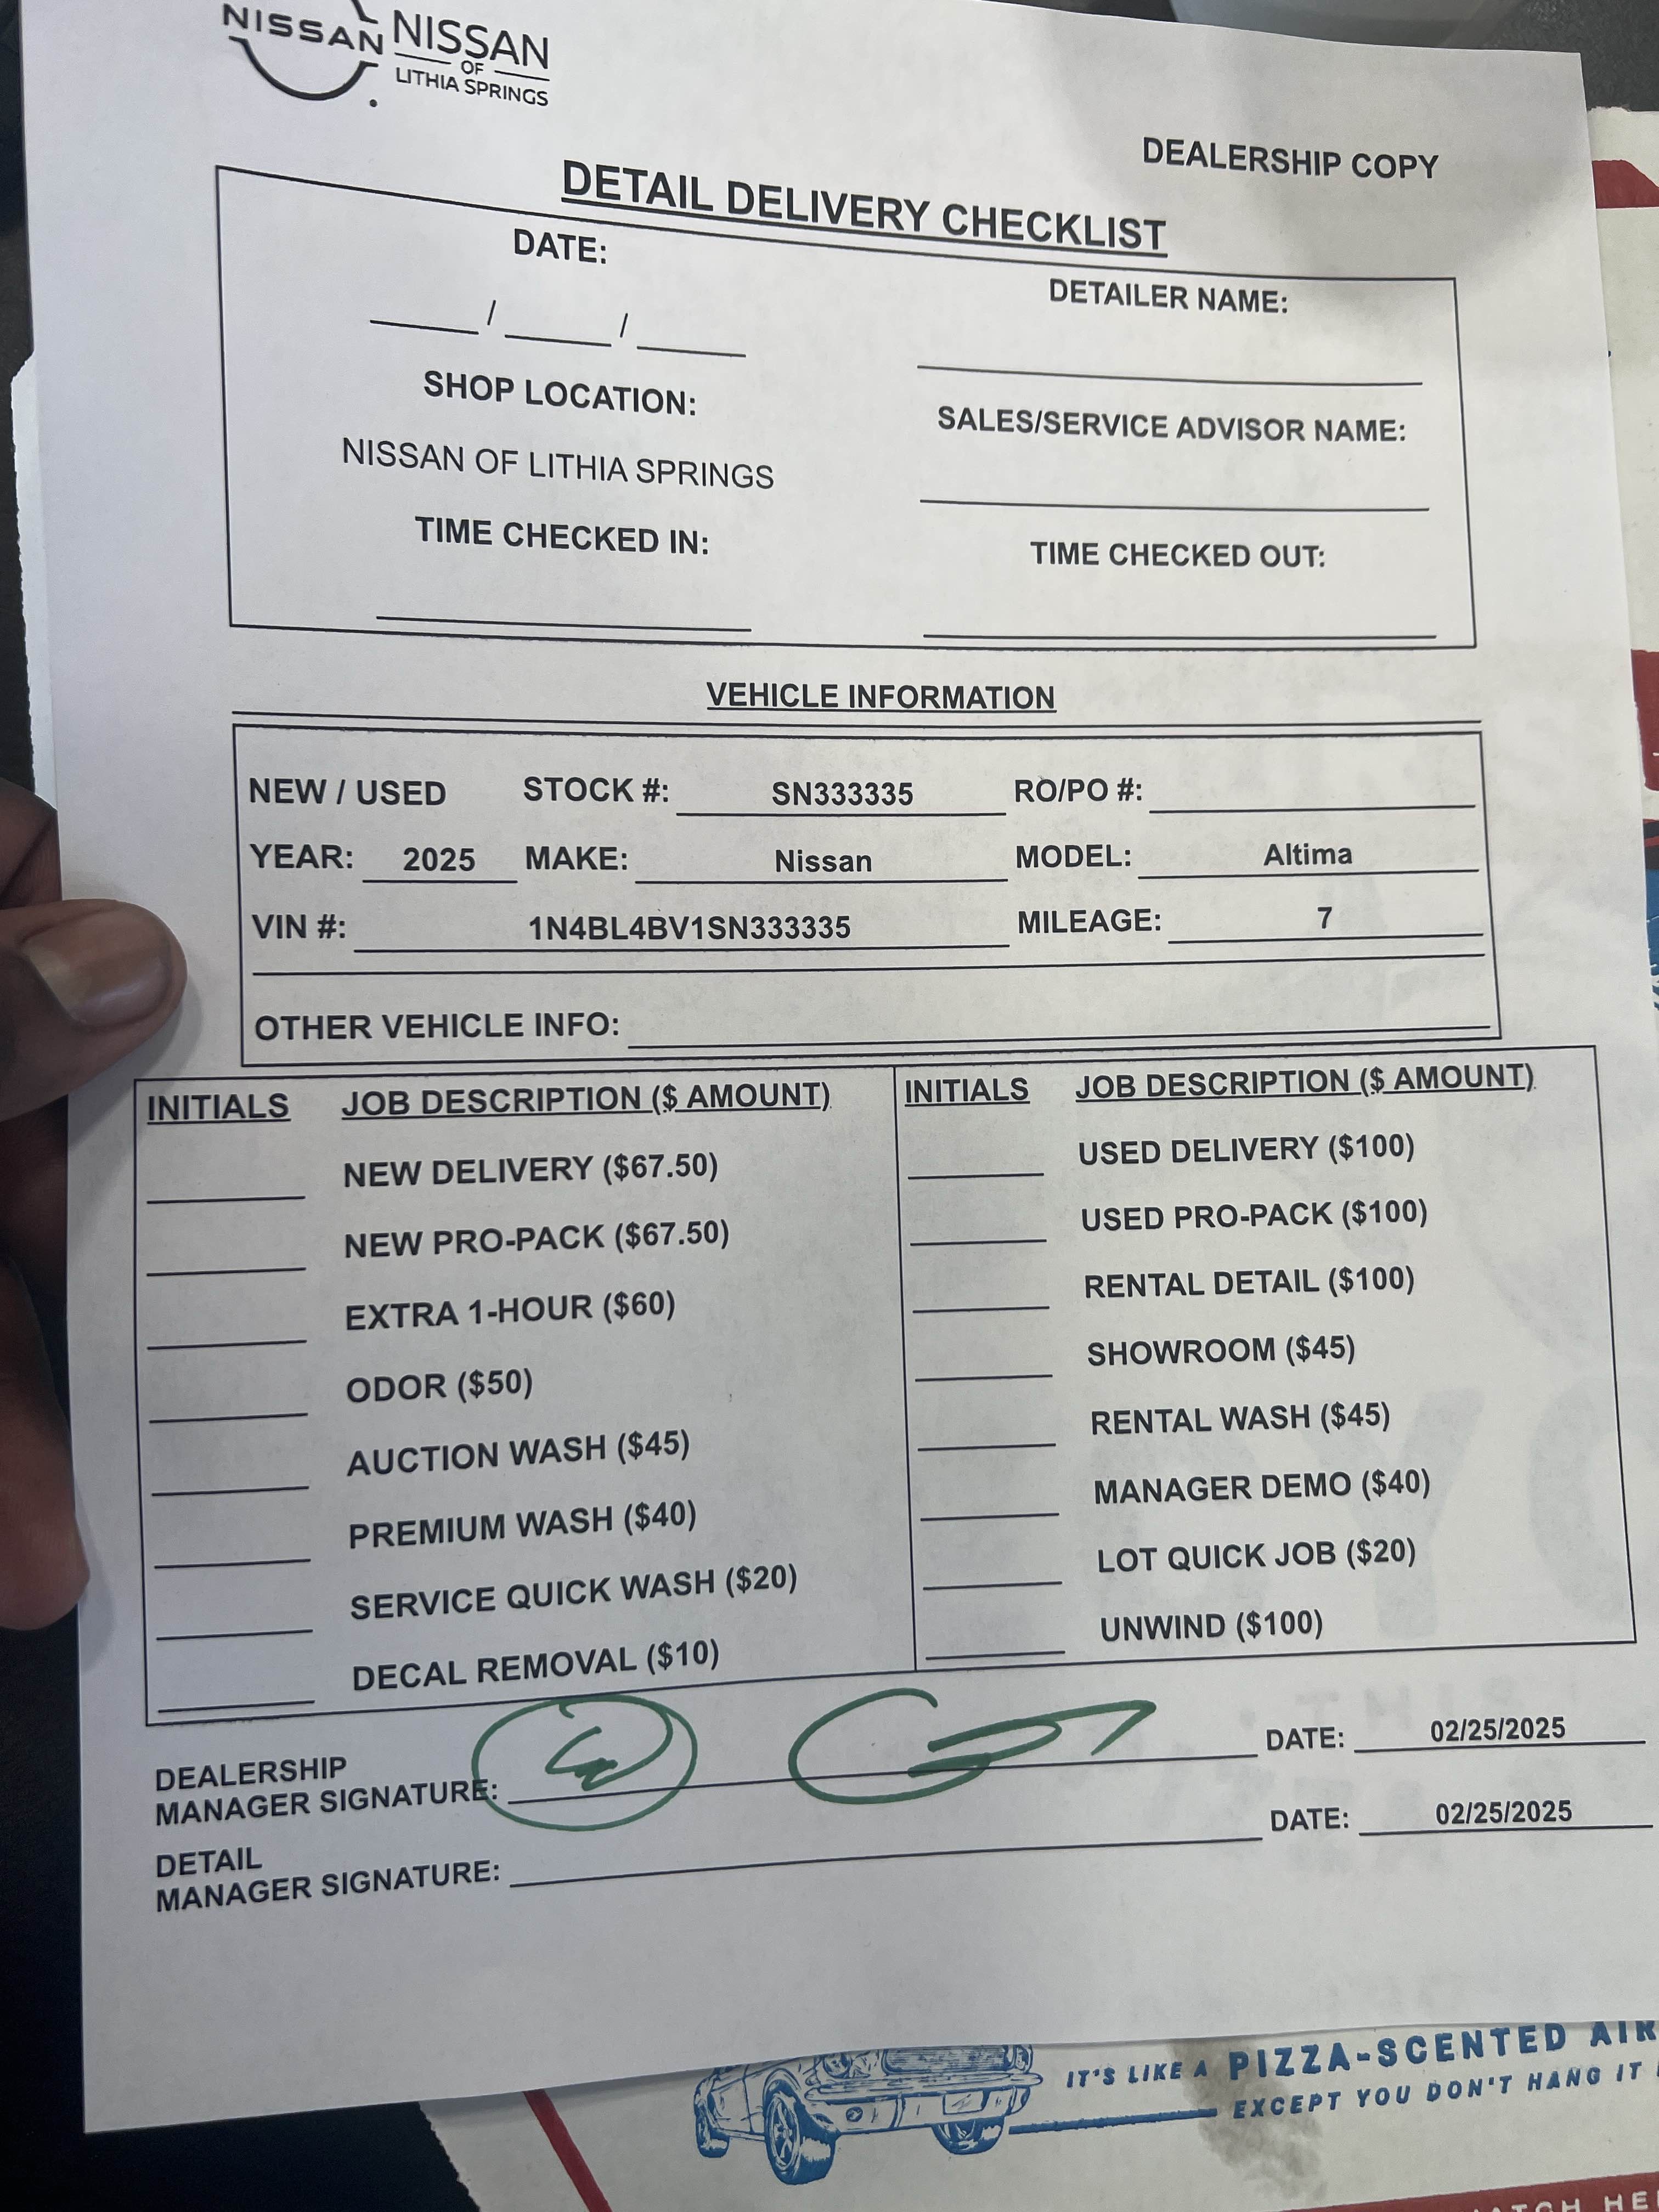 NISSAN
NISSAN
OF
LITHIA SPRINGS
DEALERSHIP COPY
DETAIL DELIVERY CHECKLIST
DATE:
DETAILER NAME:
____/____/____
SHOP LOCATION:
SALES/SERVICE ADVISOR NAME:
NISSAN OF LITHIA SPRINGS
TIME CHECKED IN:
TIME CHECKED OUT:
VEHICLE INFORMATION
NEW / USED STOCK #: SN333335 RO/PO #:
YEAR: 2025 MAKE: Nissan MODEL: Altima
VIN #: 1N4BL4BV1SN333335 MILEAGE: 7
OTHER VEHICLE INFO:
INITIALS JOB DESCRIPTION ($ AMOUNT)
NEW DELIVERY ($67.50)
NEW PRO-PACK ($67.50)
EXTRA 1-HOUR ($60)
ODOR ($50)
AUCTION WASH ($45)
PREMIUM WASH ($40)
SERVICE QUICK WASH ($20)
DECAL REMOVAL ($10)
INITIALS JOB DESCRIPTION ($ AMOUNT)
USED DELIVERY ($100)
USED PRO-PACK ($100)
RENTAL DETAIL ($100)
SHOWROOM ($45)
RENTAL WASH ($45)
MANAGER DEMO ($40)
LOT QUICK JOB ($20)
UNWIND ($100)
DEALERSHIP
MANAGER SIGNATURE: DATE: 02/25/2025
DETAIL
MANAGER SIGNATURE: DATE: 02/25/2025
IT'S LIKE A PIZZA-SCENTED AIR
EXCEPT YOU DON'T HANG IT